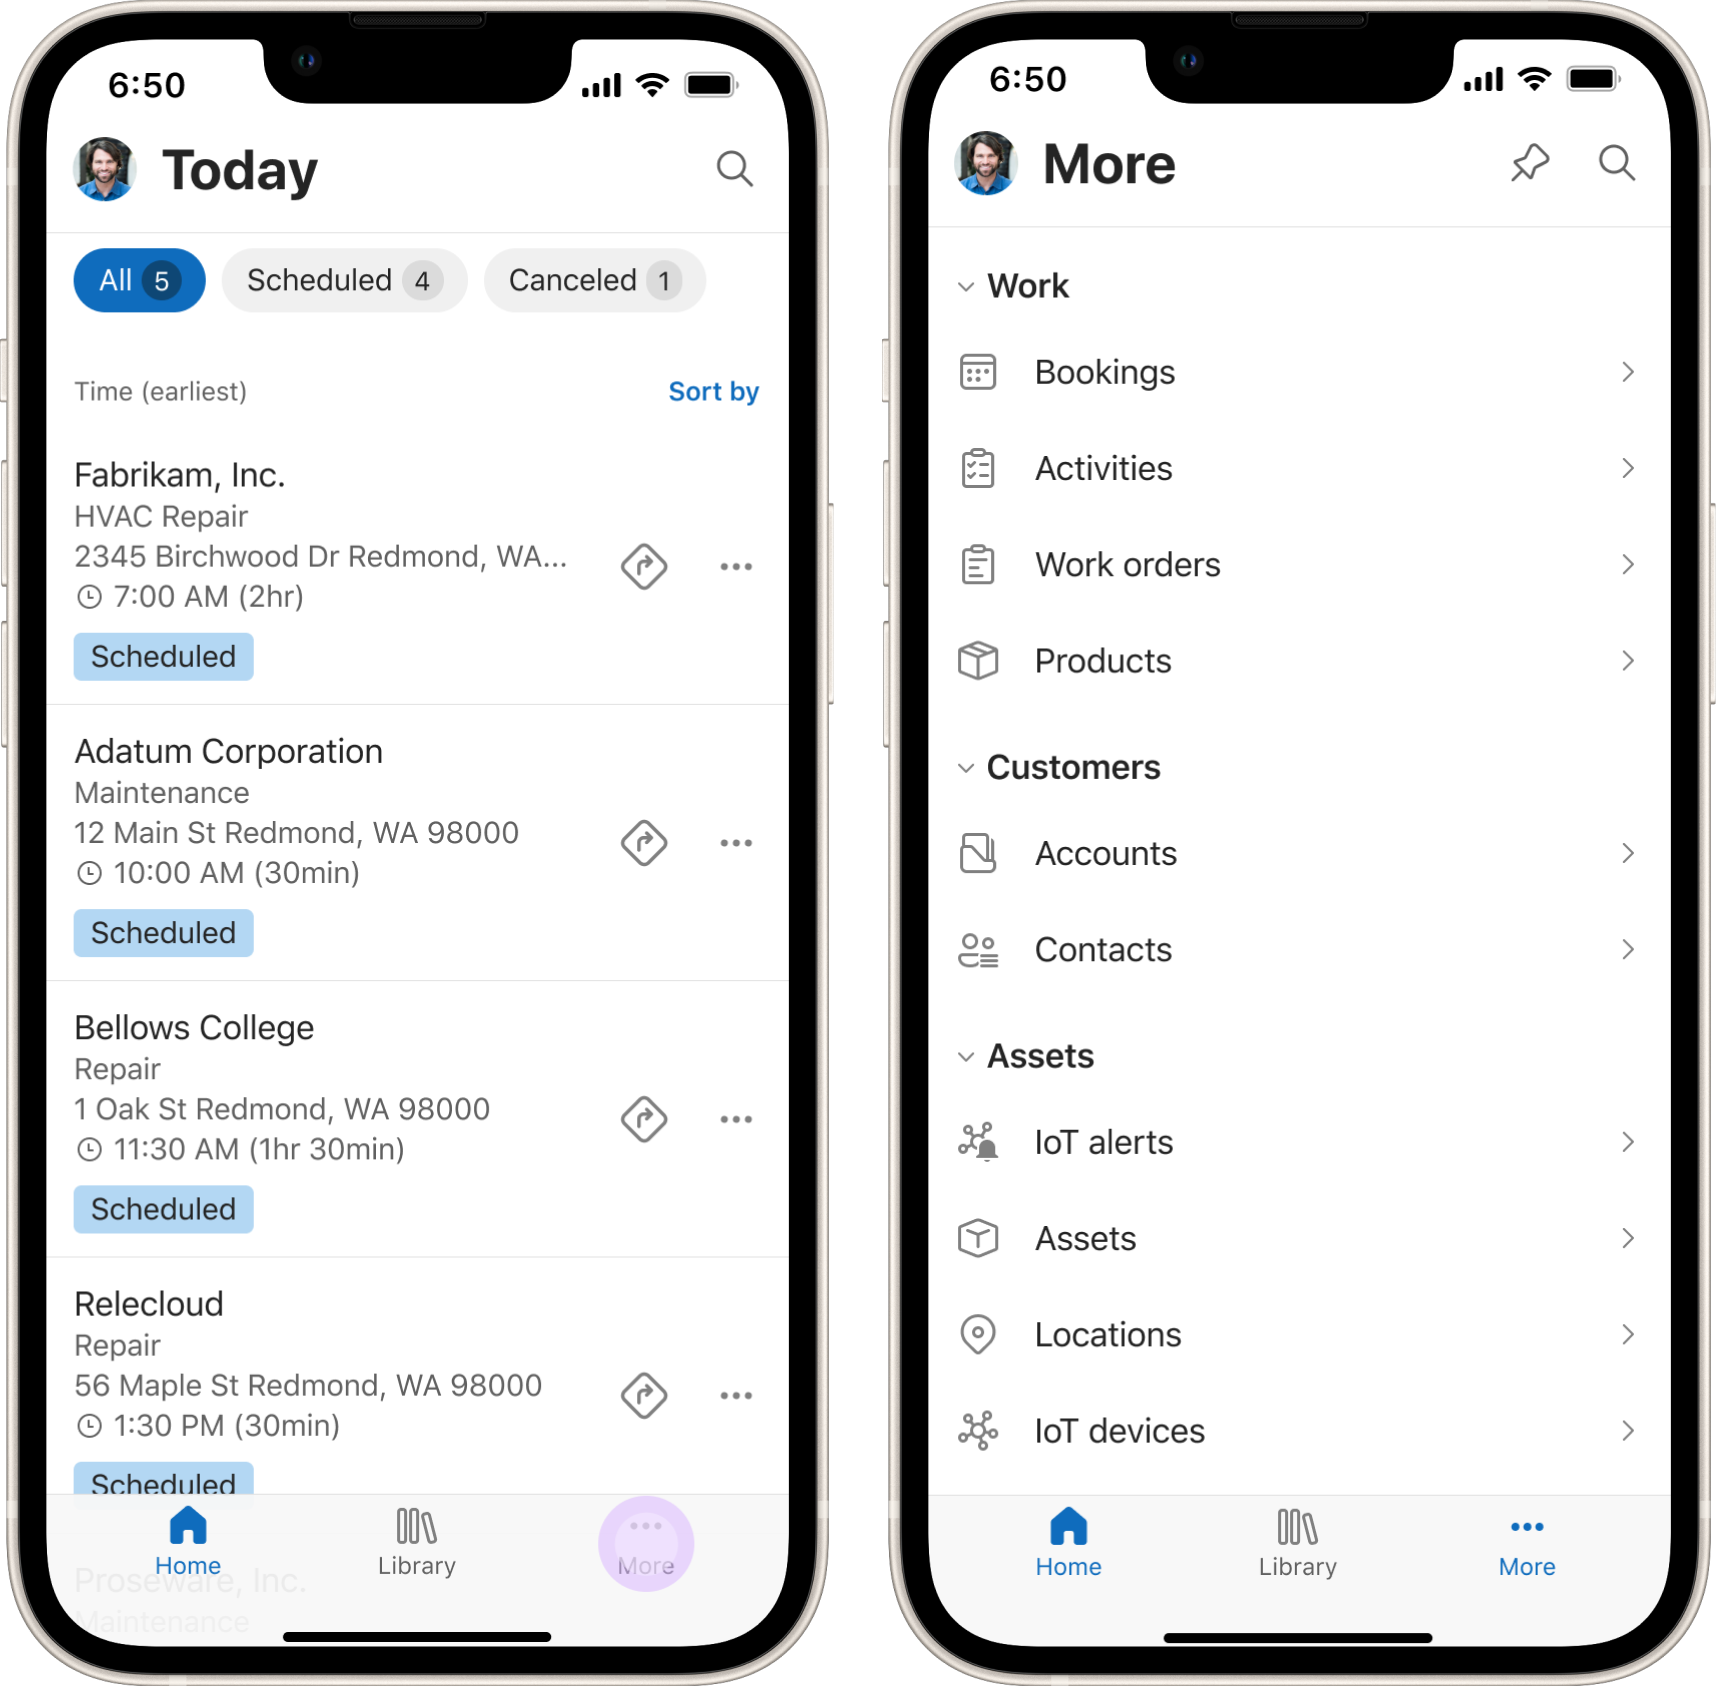 6:50
Today
All 5
Scheduled 4
Canceled 1
Time (earliest)
Sort by
Fabrikam, Inc.
HVAC Repair
2345 Birchwood Dr Redmond, WA...
7:00 AM (2hr)
Scheduled
Adatum Corporation
Maintenance
12 Main St Redmond, WA 98000
10:00 AM (30min)
Scheduled
Bellows College
Repair
1 Oak St Redmond, WA 98000
11:30 AM (1hr 30min)
Scheduled
Relecloud
Repair
56 Maple St Redmond, WA 98000
1:30 PM (30min)
Scheduled
Home
Library
More
Proseware, Inc.
Maintenance
6:50
More
Work
Bookings
Activities
Work orders
Products
Customers
Accounts
Contacts
Assets
IoT alerts
Assets
Locations
IoT devices
Home
Library
More